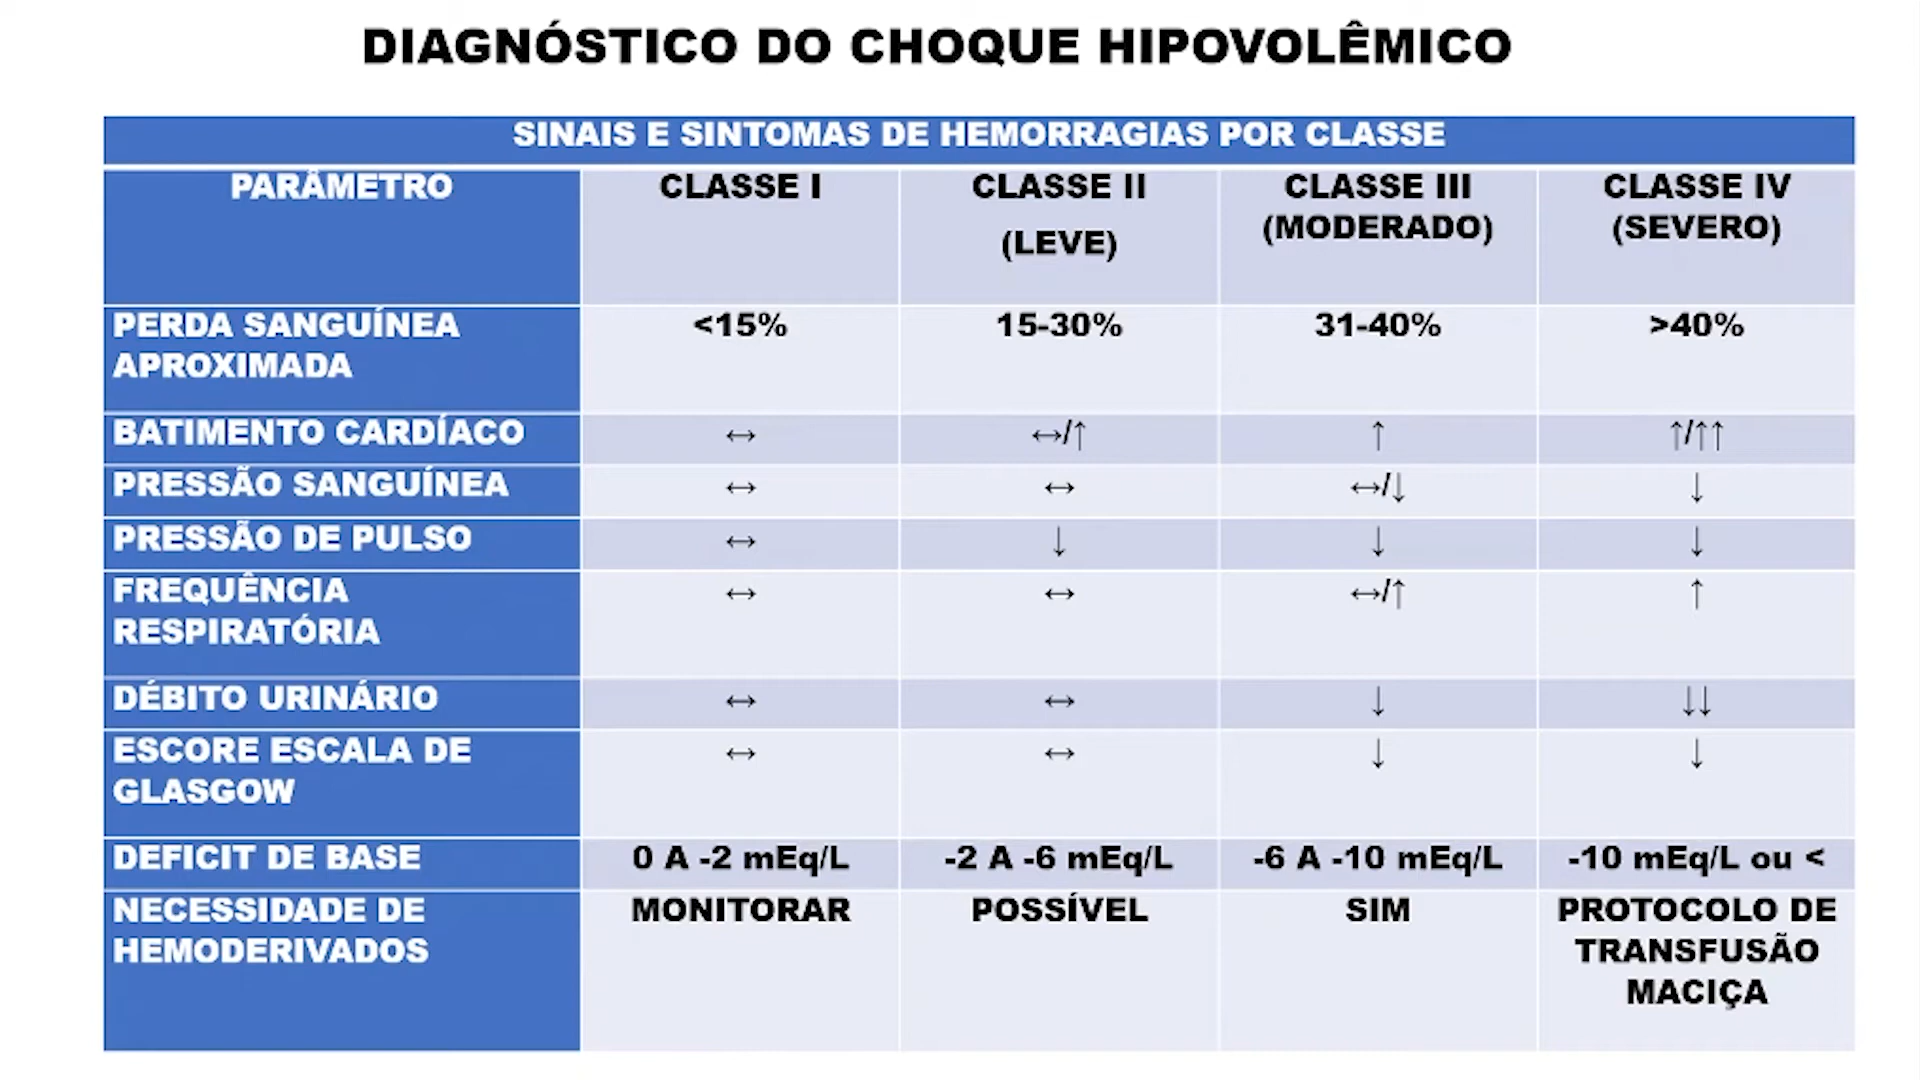 DIAGNÓSTICO DO CHOQUE HIPOVOLÊMICO
SINAIS E SINTOMAS DE HEMORRAGIAS POR CLASSE
PARÂMETRO
CLASSE I
CLASSE II
(LEVE)
CLASSE III
(MODERADO)
CLASSE IV
(SEVERO)
PERDA SANGUÍNEA
APROXIMADA
<15%
15-30%
31-40%
>40%
BATIMENTO CARDÍACO
↔
↔/↑
↑
↑/↑↑
PRESSÃO SANGUÍNEA
↔
↔
↔/↓
↓
PRESSÃO DE PULSO
↔
↓
↓
↓
FREQUÊNCIA
RESPIRATÓRIA
↔
↔
↔/↑
↑
DÉBITO URINÁRIO
↔
↔
↓
↓↓
ESCORE ESCALA DE
GLASGOW
↔
↔
↓
↓
DEFICIT DE BASE
0 A -2 mEq/L
-2 A -6 mEq/L
-6 A -10 mEq/L
-10 mEq/L ou <
NECESSIDADE DE
HEMODERIVADOS
MONITORAR
POSSÍVEL
SIM
PROTOCOLO DE
TRANSFUSÃO
MACIÇA